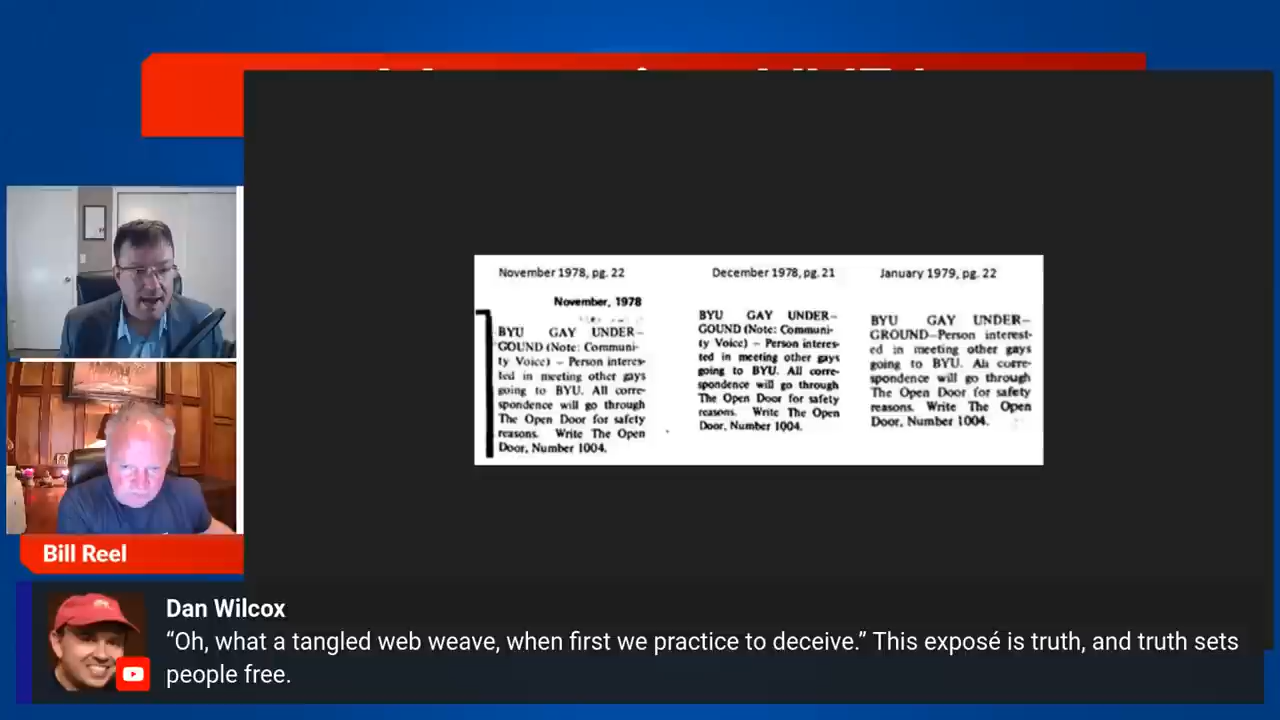 November 1978, pg. 22
November, 1978
BYU GAY UNDER-
GOUND (Note: Communi-
ty Voice) – Person interes-
ted in meeting other gays
going to BYU. All corre-
spondence will go through
The Open Door for safety
reasons. Write The Open
Door, Number 1004.
December 1978, pg. 21
BYU GAY UNDER-
GOUND (Note: Communi-
ty Voice) – Person interes-
ted in meeting other gays
going to BYU. All corre-
spondence will go through
The Open Door for safety
reasons. Write The Open
Door, Number 1004.
January 1979, pg. 22
BYU GAY UNDER-
GROUND–Person interest-
ed in meeting other gays
going to BYU. All corre-
spondence will go through
The Open Door for safety
reasons. Write The Open
Door, Number 1004.
Bill Reel
Dan Wilcox
“Oh, what a tangled web weave, when first we practice to deceive.” This exposé is truth, and truth sets
people free.